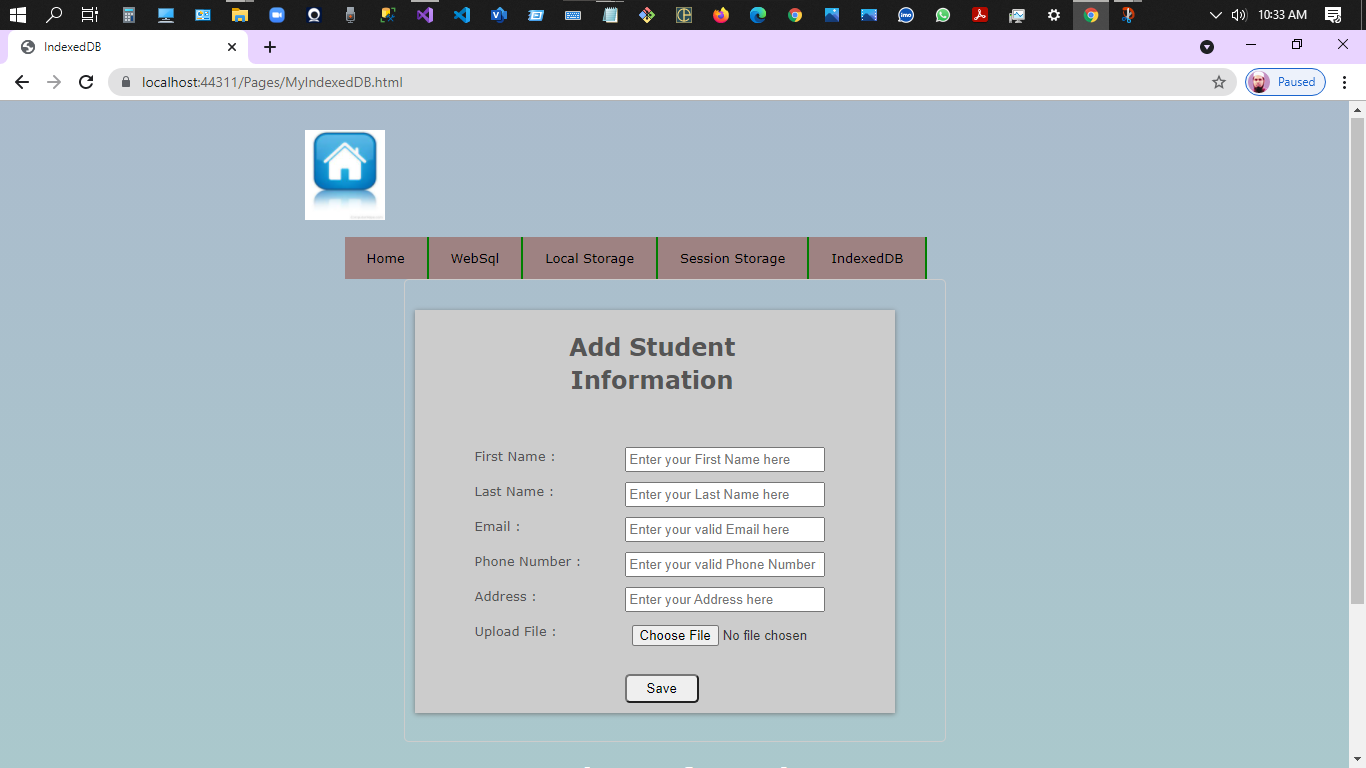 10:33 AM
IndexedDB
localhost:44311/Pages/MyIndexedDB.html
Paused
Home WebSql Local Storage Session Storage IndexedDB
Add Student
Information
First Name : Enter your First Name here
Last Name : Enter your Last Name here
Email : Enter your valid Email here
Phone Number : Enter your valid Phone Number
Address : Enter your Address here
Upload File : Choose File No file chosen
Save